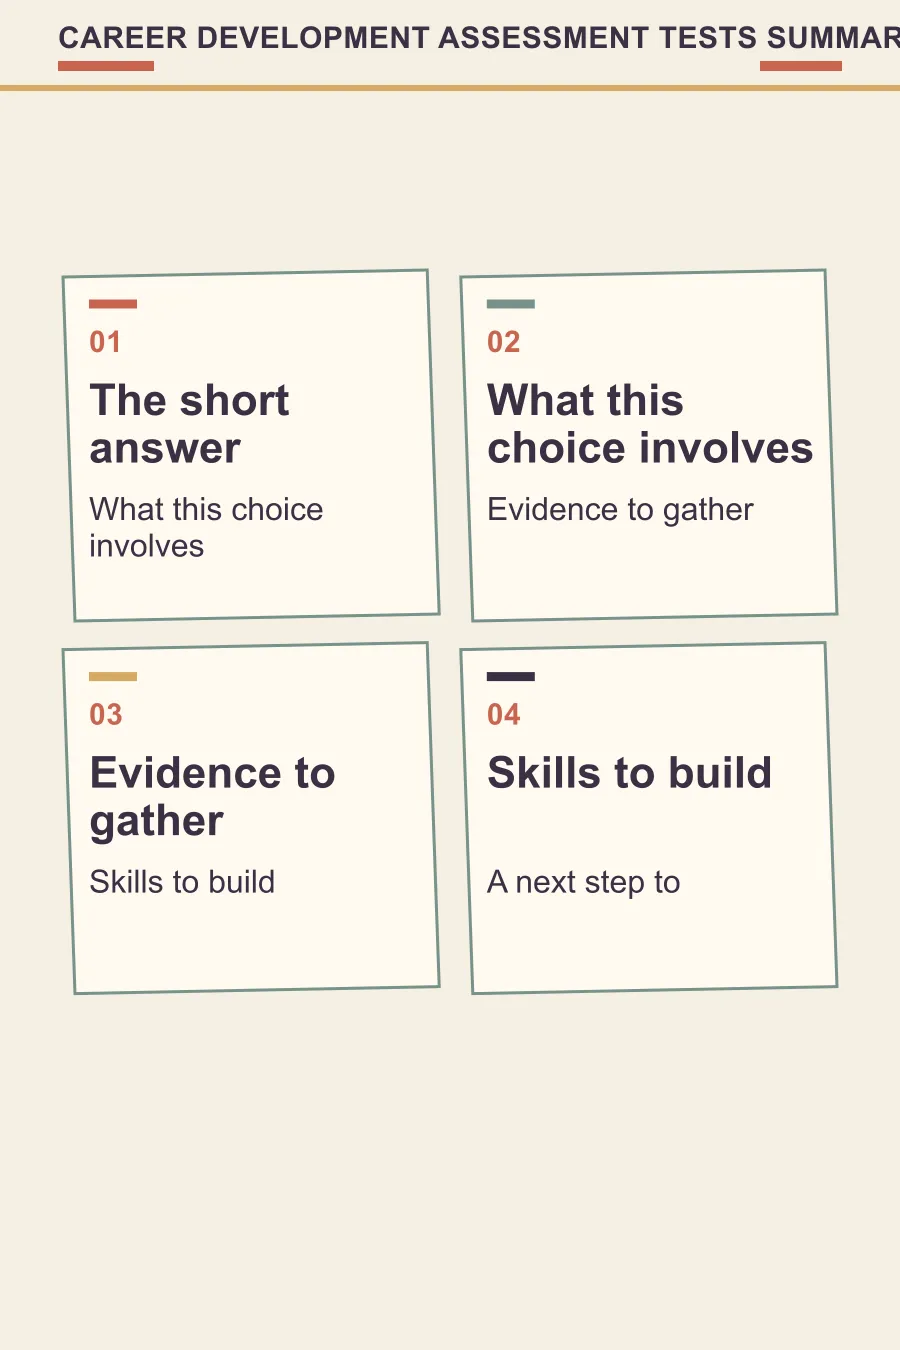 CAREER DEVELOPMENT ASSESSMENT TESTS SUMMAR
01
The short
answer
What this choice
involves
02
What this
choice involves
Evidence to gather
03
Evidence to
gather
Skills to build
04
Skills to build
A next step to